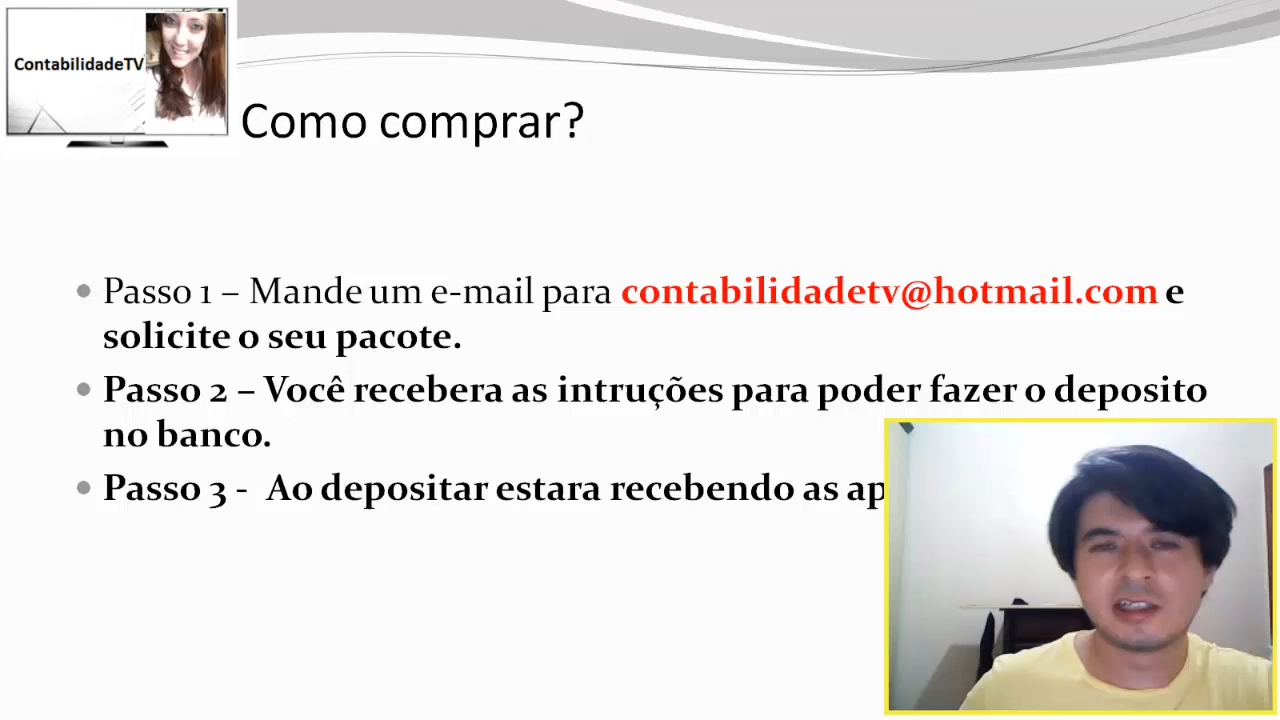 ContabilidadeTV
Como comprar?
• Passo 1 – Mande um e-mail para contabilidadetv@hotmail.com e
solicite o seu pacote.
• Passo 2 – Você recebera as intruções para poder fazer o deposito
no banco.
• Passo 3 - Ao depositar estara recebendo as ap